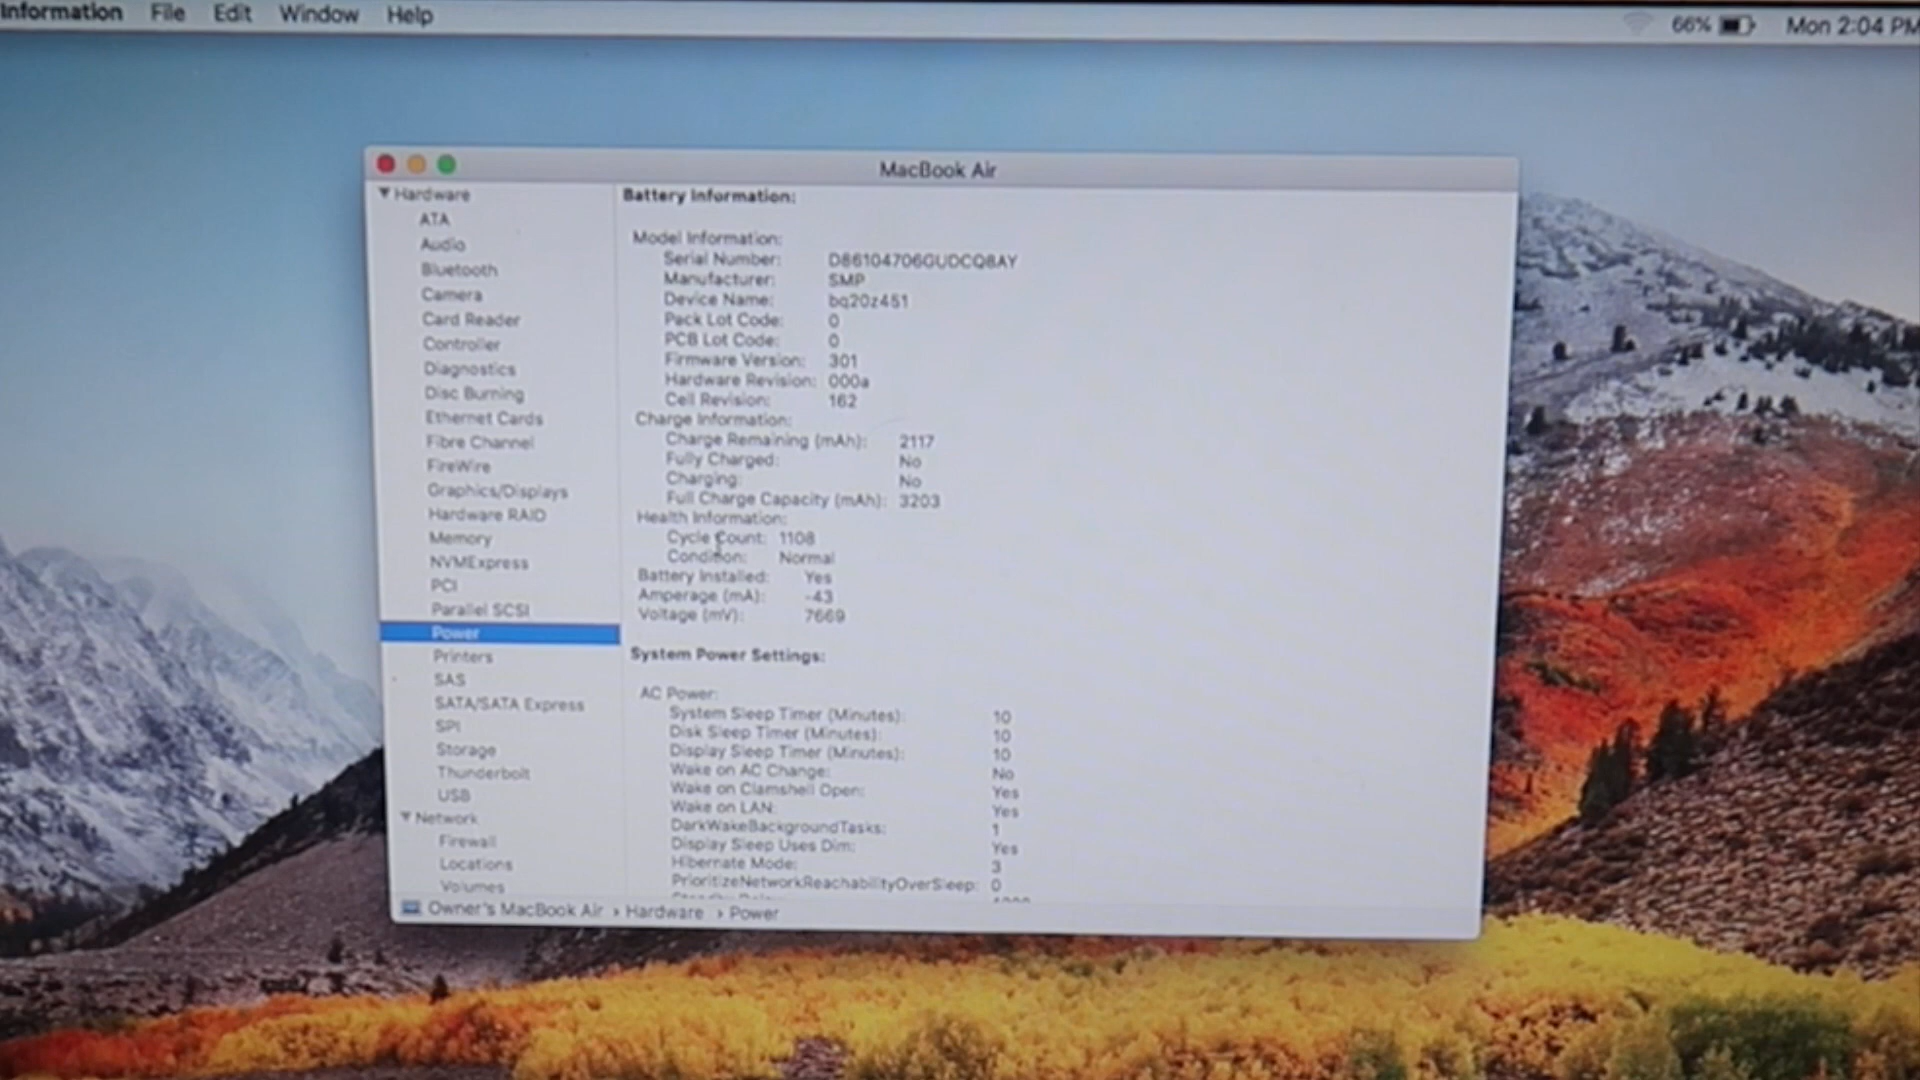 Information File Edit Window Help 66% Mon 2:04 PM
MacBook Air
Hardware
ATA
Audio
Bluetooth
Camera
Card Reader
Controller
Diagnostics
Disc Burning
Ethernet Cards
Fibre Channel
FireWire
Graphics/Displays
Hardware RAID
Memory
NVMExpress
PCI
Parallel SCSI
Power
Printers
SAS
SATA/SATA Express
SPI
Storage
Thunderbolt
USB
Network
Firewall
Locations
Volumes
Battery Information:
Model Information:
Serial Number: D86104706GUDCQ8AY
Manufacturer: SMP
Device Name: bq20z451
Pack Lot Code: 0
PCB Lot Code: 0
Firmware Version: 301
Hardware Revision: 000a
Cell Revision: 162
Charge Information:
Charge Remaining (mAh): 2117
Fully Charged: No
Charging: No
Full Charge Capacity (mAh): 3203
Health Information:
Cycle Count: 1108
Condition: Normal
Battery Installed: Yes
Amperage (mA): -43
Voltage (mV): 7669
System Power Settings:
AC Power:
System Sleep Timer (Minutes): 10
Disk Sleep Timer (Minutes): 10
Display Sleep Timer (Minutes): 10
Wake on AC Change: No
Wake on Clamshell Open: Yes
Wake on LAN: Yes
DarkWakeBackgroundTasks: 1
Display Sleep Uses Dim: Yes
Hibernate Mode: 3
PrioritizeNetworkReachabilityOverSleep: 0
Owner's MacBook Air › Hardware › Power